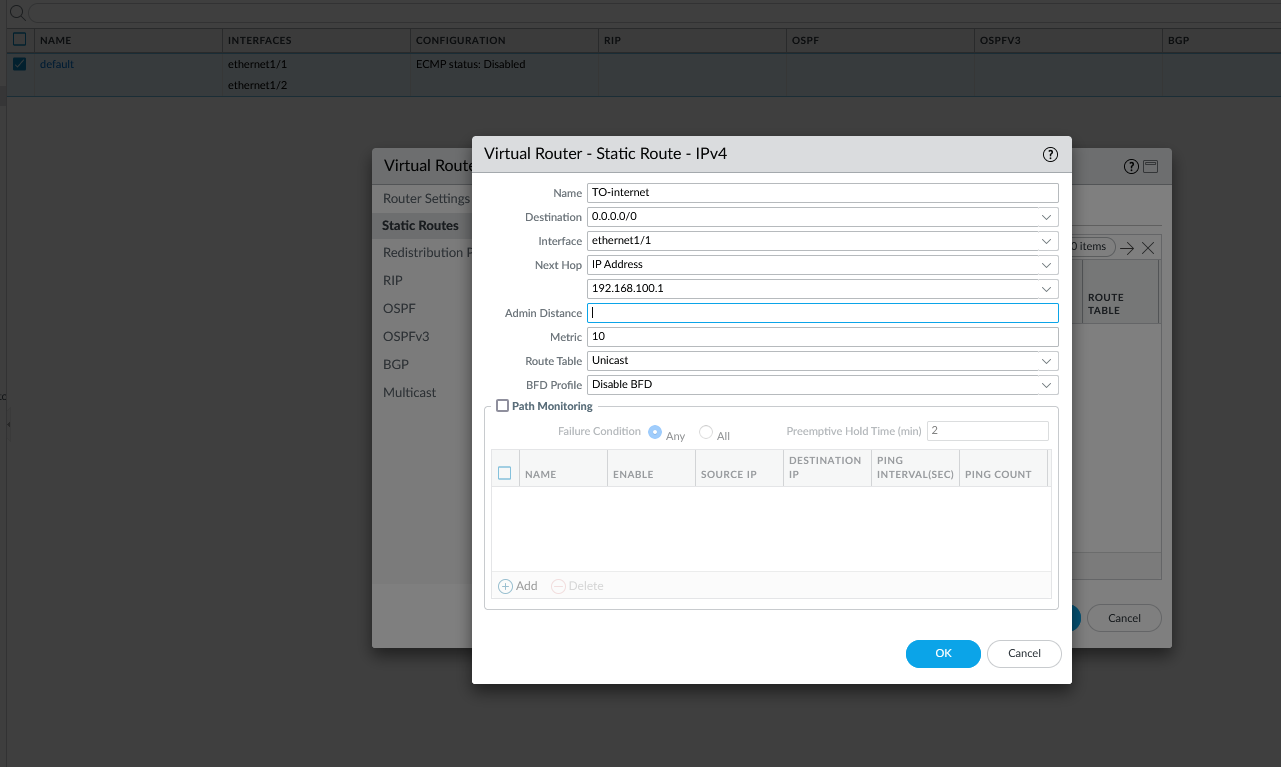 NAME INTERFACES CONFIGURATION RIP OSPF OSPFV3 BGP
default ethernet1/1 ECMP status: Disabled
ethernet1/2
Virtual
Router Settings
Static Routes
Redistribution
RIP
OSPF
OSPFv3
BGP
Multicast
Virtual Router - Static Route - IPv4
Name TO-internet
Destination 0.0.0.0/0
Interface ethernet1/1
Next Hop IP Address
192.168.100.1
Admin Distance
Metric 10
Route Table Unicast
BFD Profile Disable BFD
Path Monitoring
Failure Condition Any All Preemptive Hold Time (min) 2
NAME ENABLE SOURCE IP DESTINATION IP PING INTERVAL(SEC) PING COUNT
Add Delete
OK Cancel
0 items
ROUTE
TABLE
Cancel